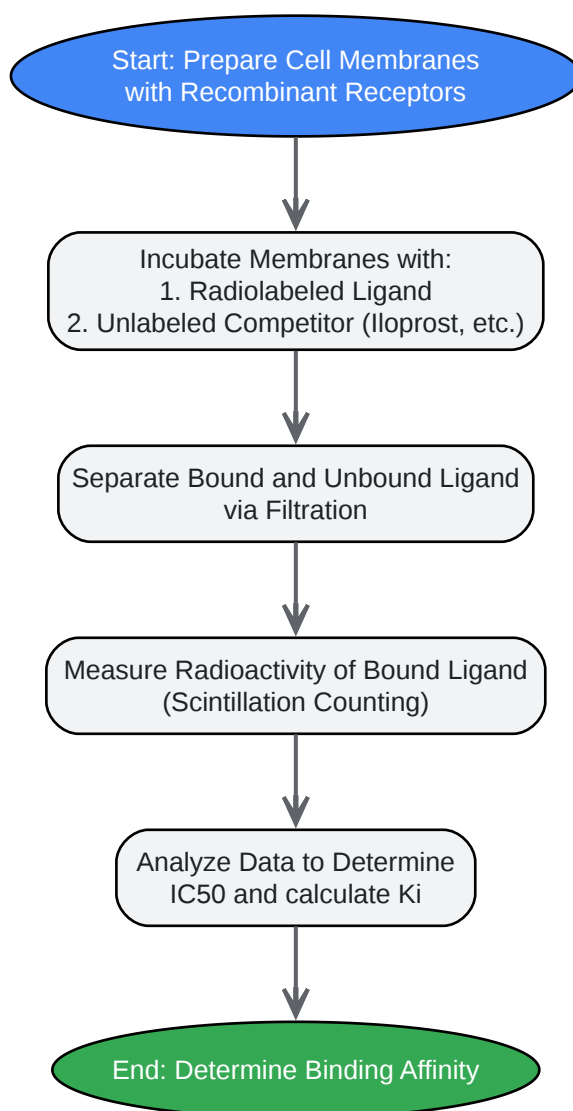 Start: Prepare Cell Membranes
with Recombinant Receptors
Incubate Membranes with:
1. Radiolabeled Ligand
2. Unlabeled Competitor (Iloprost, etc.)
Separate Bound and Unbound Ligand
via Filtration
Measure Radioactivity of Bound Ligand
(Scintillation Counting)
Analyze Data to Determine
IC50 and calculate Ki
End: Determine Binding Affinity